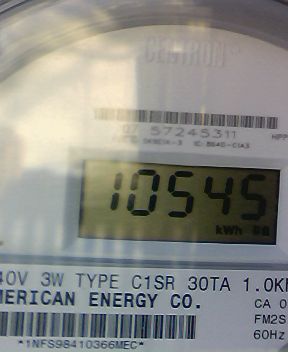 CENTRON
07 57245311
10545
kWh
40V 3W TYPE C1SR 30TA 1.0K
MERICAN ENERGY CO. CA 0
FM2S
60Hz
*1NFS98410366MEC*